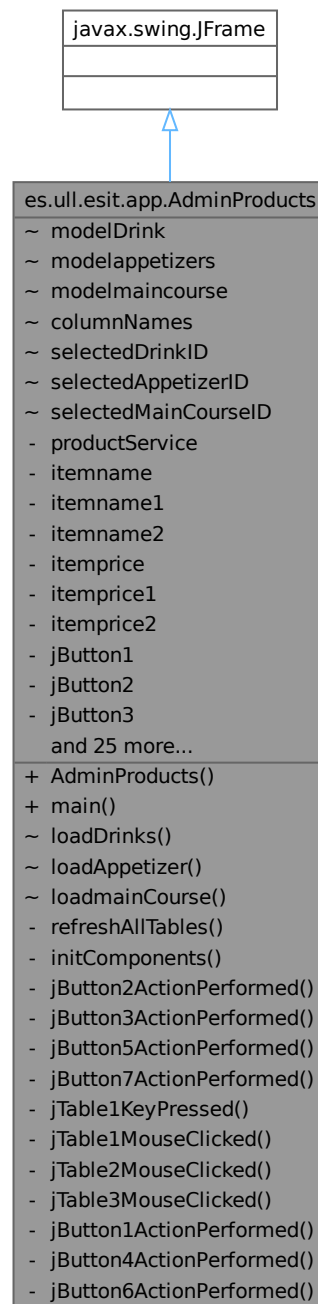 javax.swing.JFrame
es.ull.esit.app.AdminProducts
~ modelDrink
~ modelappetizers
~ modelmaincourse
~ columnNames
~ selectedDrinkID
~ selectedAppetizerID
~ selectedMainCourseID
- productService
- itemname
- itemname1
- itemname2
- itemprice
- itemprice1
- itemprice2
- jButton1
- jButton2
- jButton3
and 25 more...
+ AdminProducts()
+ main()
~ loadDrinks()
~ loadAppetizer()
~ loadmainCourse()
- refreshAllTables()
- initComponents()
- jButton2ActionPerformed()
- jButton3ActionPerformed()
- jButton5ActionPerformed()
- jButton7ActionPerformed()
- jTable1KeyPressed()
- jTable1MouseClicked()
- jTable2MouseClicked()
- jTable3MouseClicked()
- jButton1ActionPerformed()
- jButton4ActionPerformed()
- jButton6ActionPerformed()